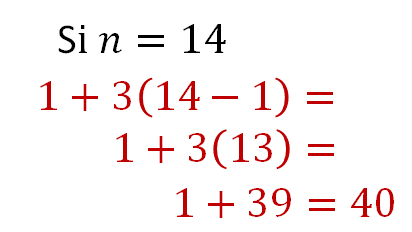 Si n = 14
1 + 3(14 − 1) =
1 + 3(13) =
1 + 39 = 40